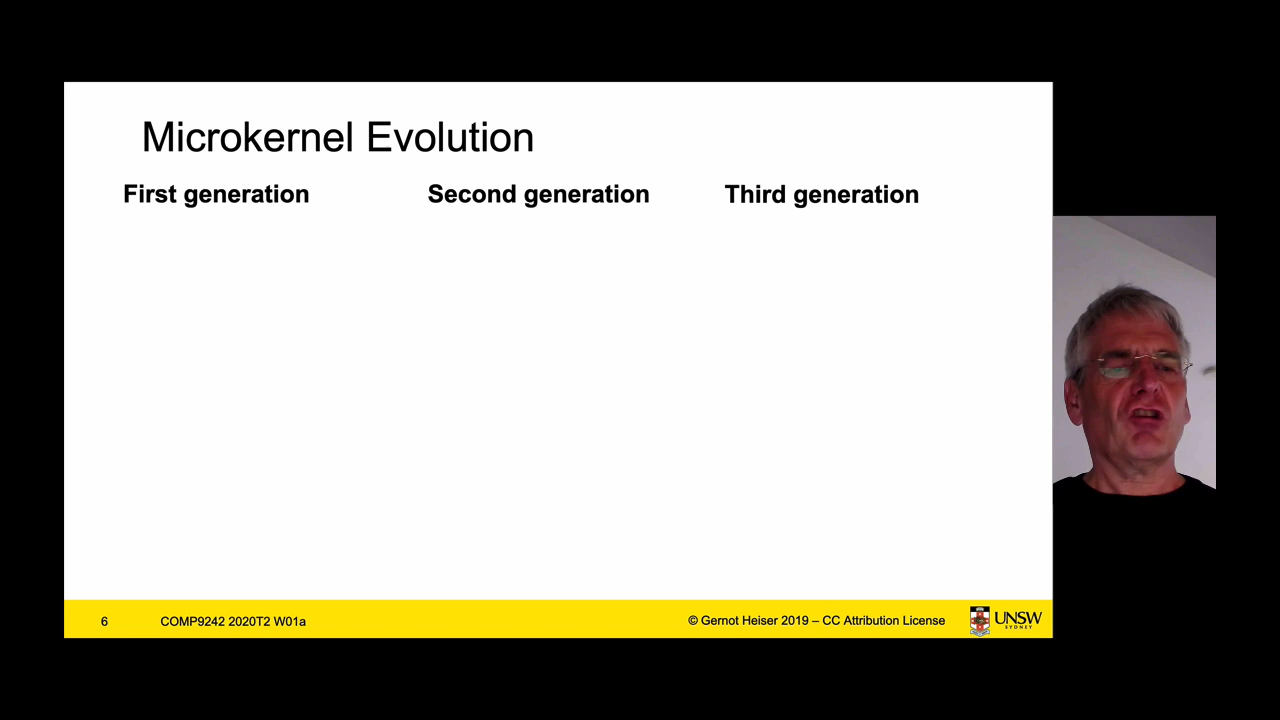 Microkernel Evolution
First generation
Second generation
Third generation
6
COMP9242 2020T2 W01a
© Gernot Heiser 2019 – CC Attribution License
UNSW
SYDNEY